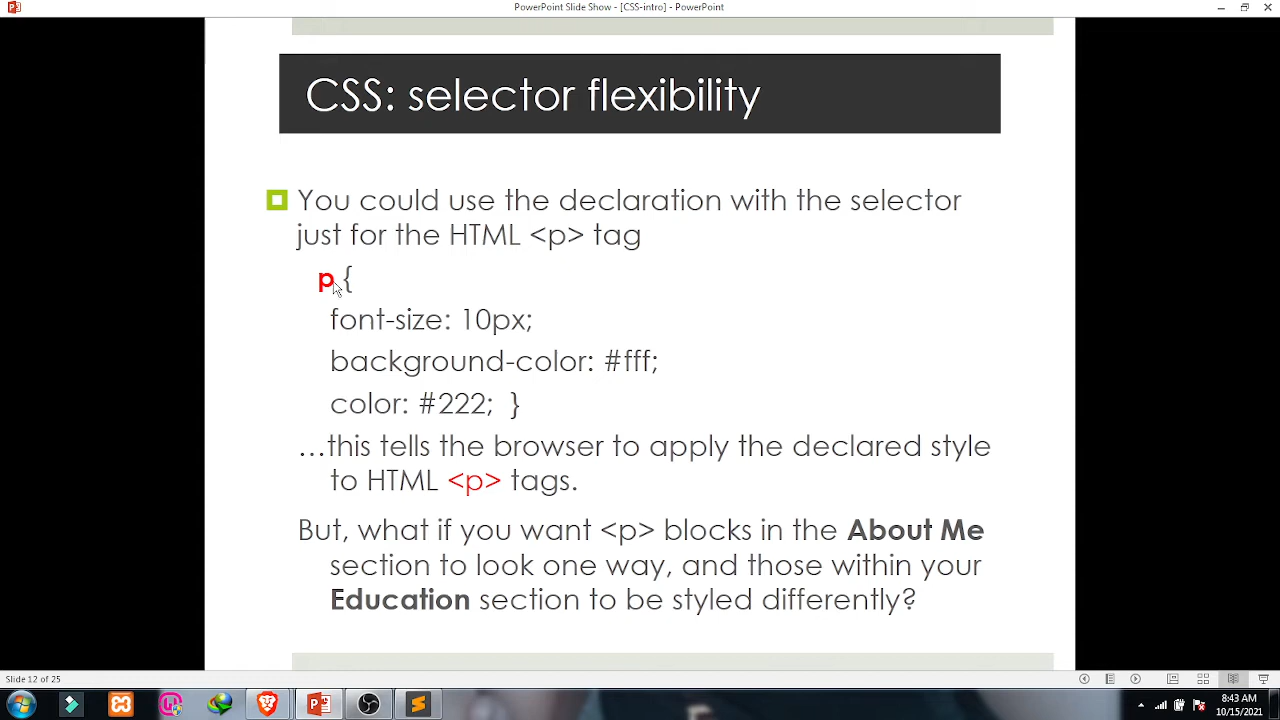 PowerPoint Slide Show - [CSS-intro] - PowerPoint
CSS: selector flexibility
You could use the declaration with the selector
just for the HTML <p> tag
p {
font-size: 10px;
background-color: #fff;
color: #222; }
…this tells the browser to apply the declared style
to HTML <p> tags.
But, what if you want <p> blocks in the About Me
section to look one way, and those within your
Education section to be styled differently?
Slide 12 of 25
8:43 AM
10/15/2021